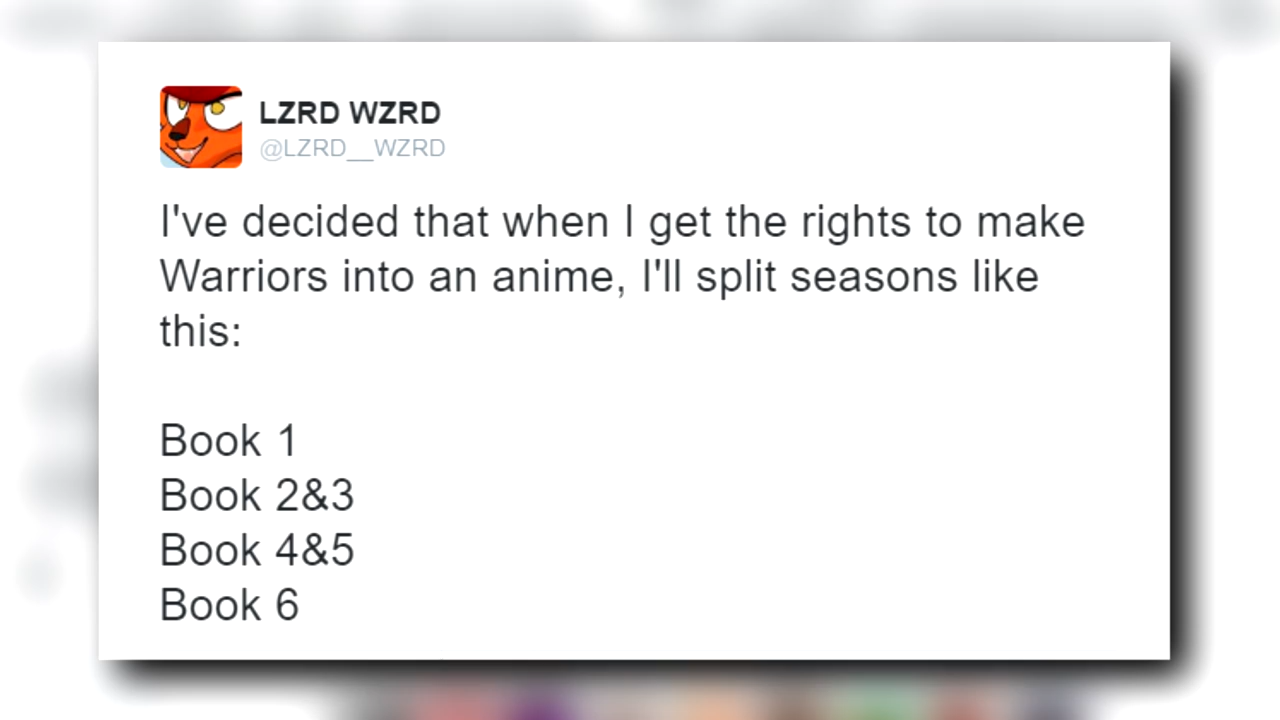 LZRD WZRD
@LZRD__WZRD
I've decided that when I get the rights to make
Warriors into an anime, I'll split seasons like
this:
Book 1
Book 2&3
Book 4&5
Book 6